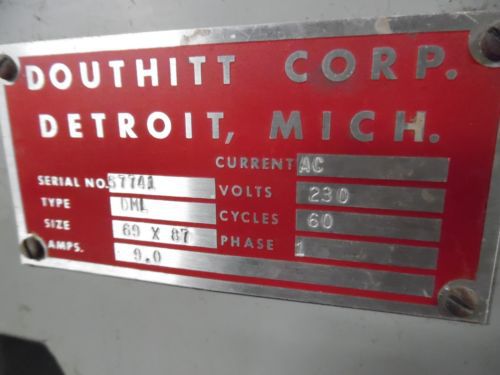 DOUTHITT CORP.
DETROIT, MICH.
CURRENT AC
SERIAL NO. 57741 VOLTS 230
TYPE DML CYCLES 60
SIZE 69 X 87 PHASE 1
AMPS. 9.0